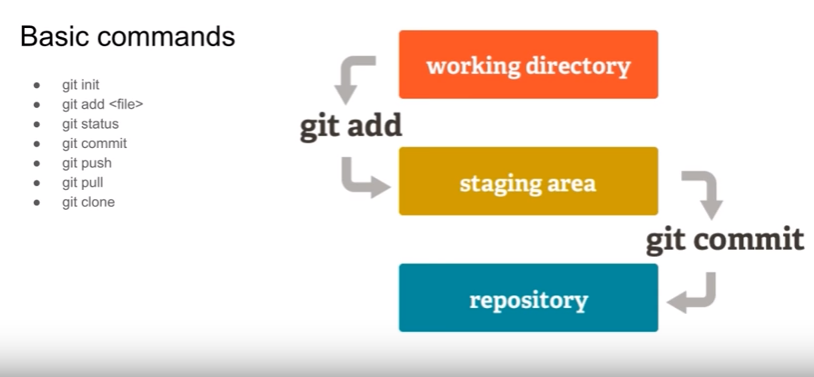 Basic commands
git init
git add <file>
git status
git commit
git push
git pull
git clone
working directory
git add
staging area
git commit
repository